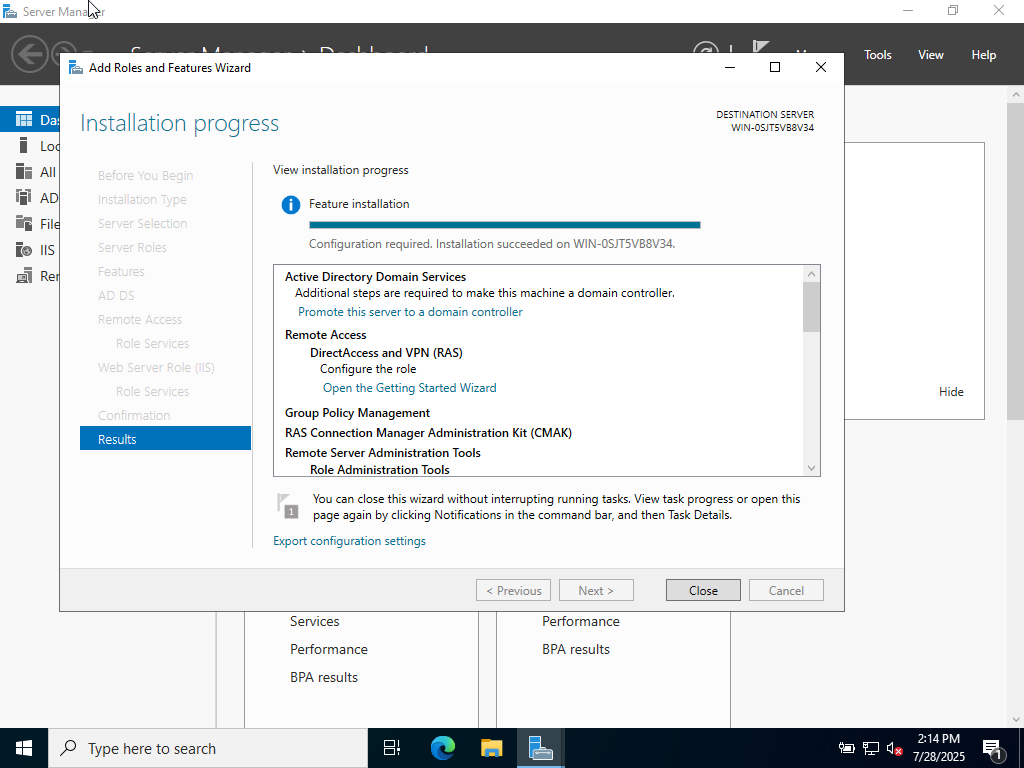 Server Manager
Tools
View
Help
Add Roles and Features Wizard
Installation progress
DESTINATION SERVER
WIN-0SJT5VB8V34
View installation progress
Before You Begin
Installation Type
Server Selection
Server Roles
Features
AD DS
Remote Access
Role Services
Web Server Role (IIS)
Role Services
Confirmation
Results
Feature installation
Configuration required. Installation succeeded on WIN-0SJT5VB8V34.
Active Directory Domain Services
Additional steps are required to make this machine a domain controller.
Promote this server to a domain controller
Remote Access
DirectAccess and VPN (RAS)
Configure the role
Open the Getting Started Wizard
Group Policy Management
RAS Connection Manager Administration Kit (CMAK)
Remote Server Administration Tools
Role Administration Tools
1
You can close this wizard without interrupting running tasks. View task progress or open this
page again by clicking Notifications in the command bar, and then Task Details.
Export configuration settings
< Previous
Next >
Close
Cancel
All
AD
File
IIS
Hide
Services
Performance
BPA results
Performance
BPA results
Type here to search
2:14 PM
7/28/2025
1